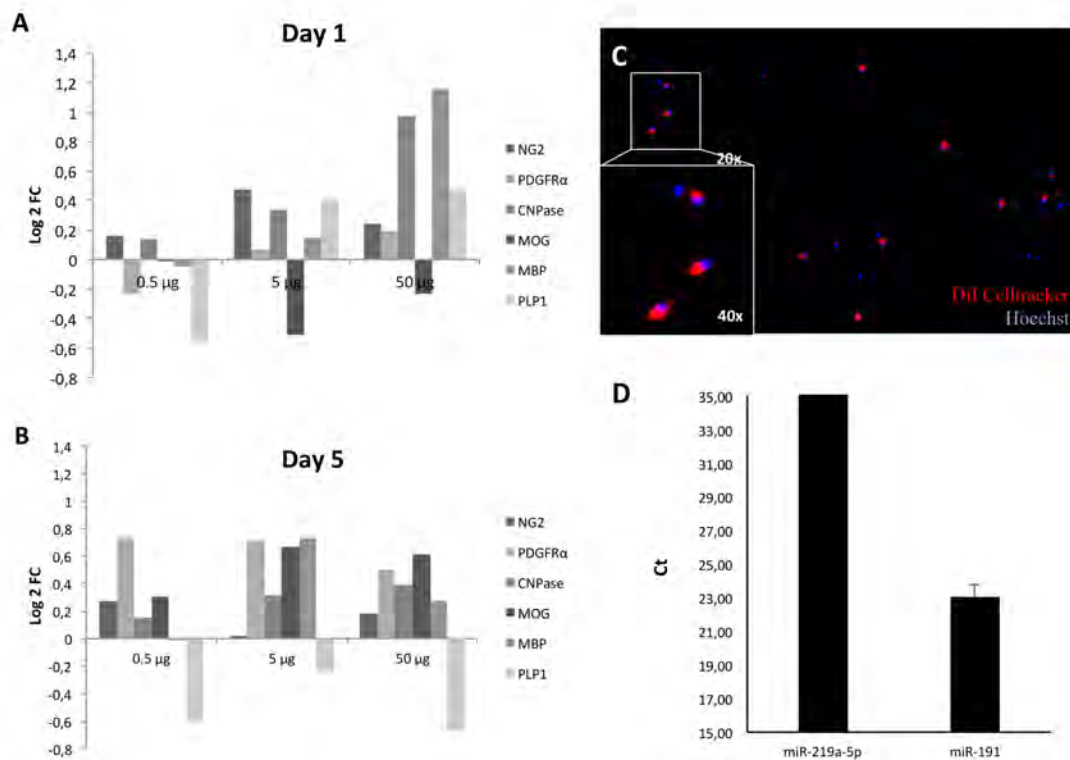 A
Day 1
Log 2 FC
1,4
1,2
1
0,8
0,6
0,4
0,2
0
-0,2
-0,4
-0,6
-0,8
0.5 µg
5 µg
50 µg
NG2
PDGFRα
CNPase
MOG
MBP
PLP1
B
Day 5
Log 2 FC
1,4
1,2
1
0,8
0,6
0,4
0,2
0
-0,2
-0,4
-0,6
-0,8
0,5 µg
5 µg
50 µg
NG2
PDGFRα
CNPase
MOG
MBP
PLP1
C
20x
40x
DiI Celltracker
Höechst
D
Ct
35,00
33,00
31,00
29,00
27,00
25,00
23,00
21,00
19,00
17,00
15,00
miR-219a-5p
miR-191